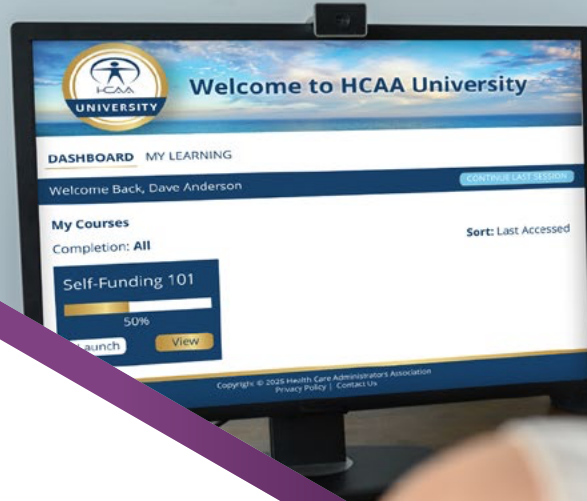 HCAA
UNIVERSITY
Welcome to HCAA University
DASHBOARD MY LEARNING
Welcome Back, Dave Anderson
CONTINUE LAST SESSION
My Courses
Sort: Last Accessed
Completion: All
Self-Funding 101
50%
Launch View
Copyright © 2025 Health Care Administrators Association
Privacy Policy | Contact Us